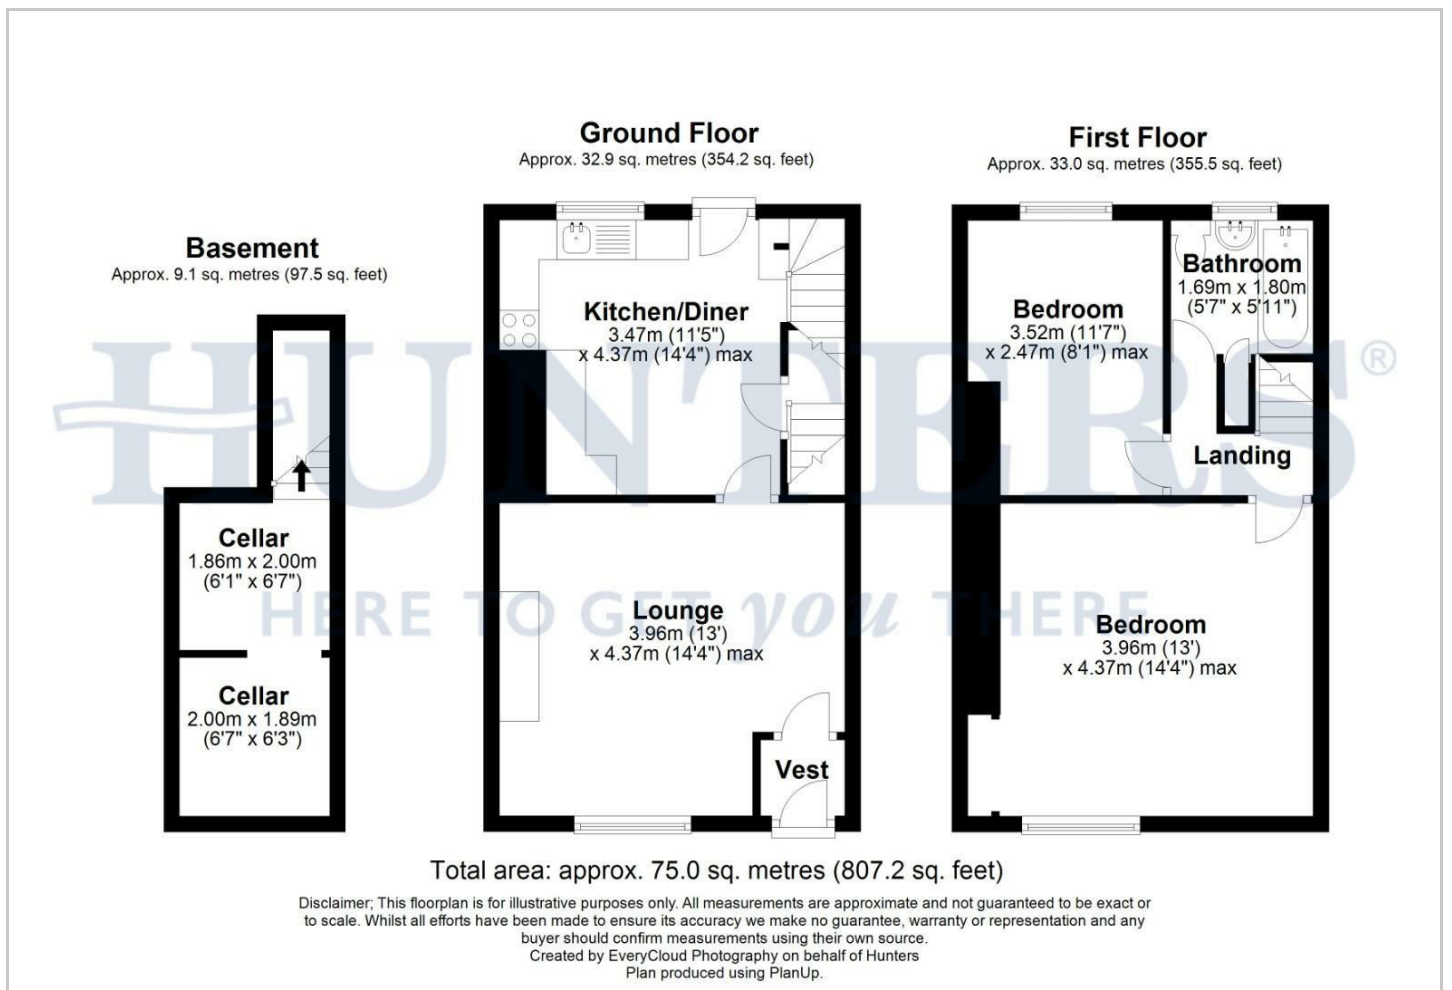 Ground Floor
Approx. 32.9 sq. metres (354.2 sq. feet)
First Floor
Approx. 33.0 sq. metres (355.5 sq. feet)
Basement
Approx. 9.1 sq. metres (97.5 sq. feet)
Kitchen/Diner
3.47m (11'5")
x 4.37m (14'4") max
Bedroom
3.52m (11'7")
x 2.47m (8'1") max
Bathroom
1.69m x 1.80m
(5'7" x 5'11")
HUNTERS®
Landing
Cellar
1.86m x 2.00m
(6'1" x 6'7")
HERE TO GET you THERE
Lounge
3.96m (13')
x 4.37m (14'4") max
Bedroom
3.96m (13')
x 4.37m (14'4") max
Cellar
2.00m x 1.89m
(6'7" x 6'3")
Vest
Total area: approx. 75.0 sq. metres (807.2 sq. feet)
Disclaimer; This floorplan is for illustrative purposes only. All measurements are approximate and not guaranteed to be exact or
to scale. Whilst all efforts have been made to ensure its accuracy we make no guarantee, warranty or representation and any
buyer should confirm measurements using their own source.
Created by EveryCloud Photography on behalf of Hunters
Plan produced using PlanUp.